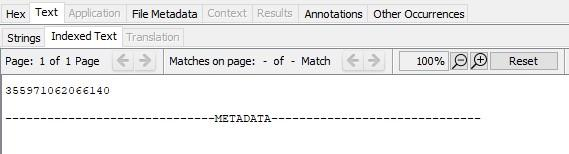 Hex Text Application File Metadata Context Results Annotations Other Occurrences
Strings Indexed Text Translation
Page: 1 of 1 Page Matches on page: - of - Match 100% Reset
355971062066140
------------------------------METADATA------------------------------